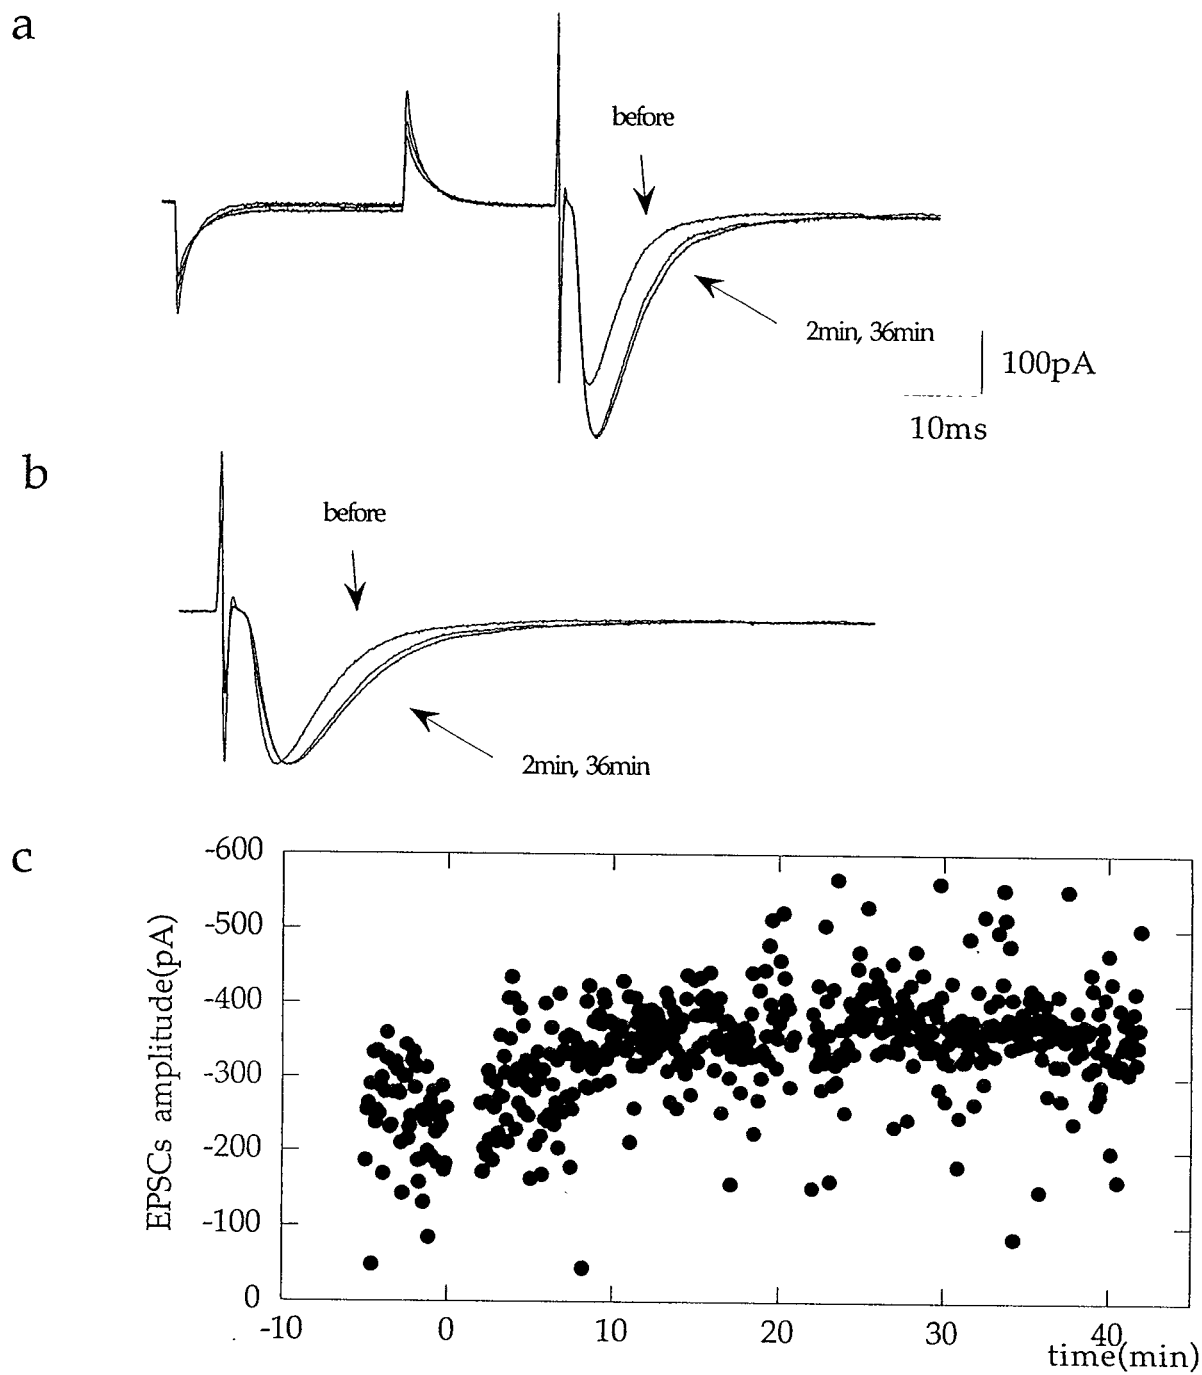 a
before
2min, 36min
100pA
10ms
b
before
2min, 36min
c
-600
-500
-400
-300
-200
-100
0
EPSCs amplitude(pA)
-10 0 10 20 30 40
time(min)